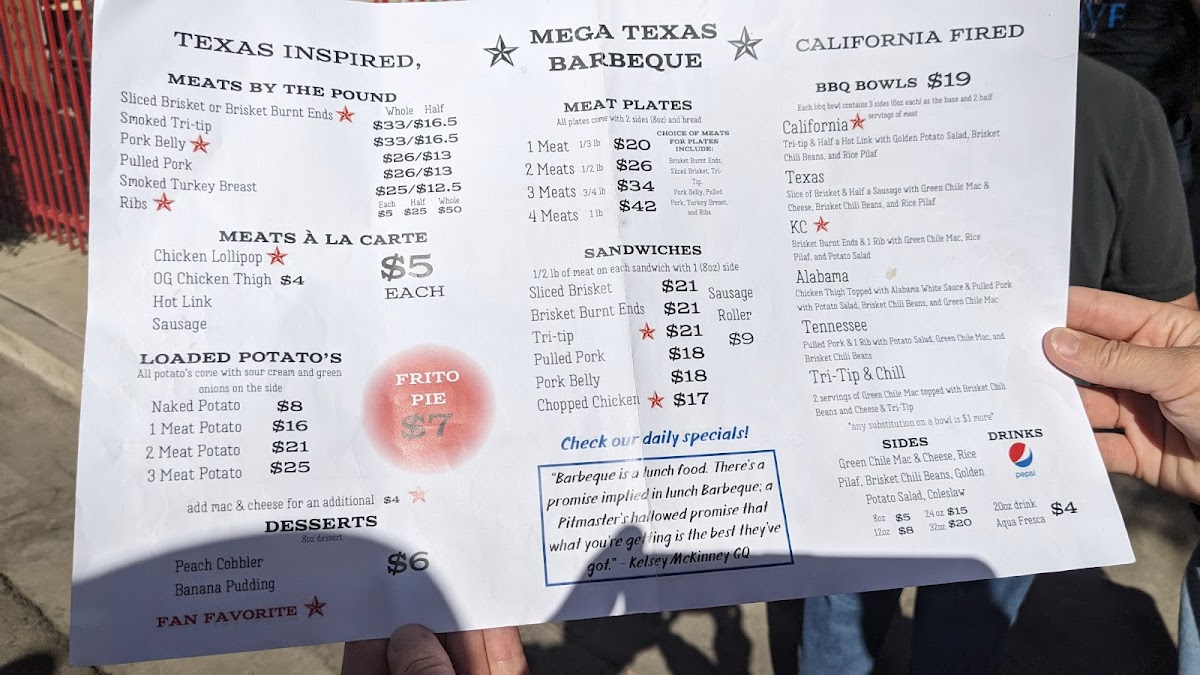 TEXAS INSPIRED,
MEATS BY THE POUND
Whole Half
Sliced Brisket or Brisket Burnt Ends $33/$16.5
Smoked Tri-tip $33/$16.5
Pork Belly $26/$13
Pulled Pork $26/$13
Smoked Turkey Breast $25/$12.5
Each Half Whole
Ribs $5 $25 $50
MEATS À LA CARTE
Chicken Lollipop
OG Chicken Thigh $4
Hot Link
Sausage
$5
EACH
LOADED POTATO'S
All potato's come with sour cream and green
onions on the side
Naked Potato $8
1 Meat Potato $16
2 Meat Potato $21
3 Meat Potato $25
FRITO
PIE
$7
add mac & cheese for an additional $4
DESSERTS
8oz dessert
Peach Cobbler
Banana Pudding
$6
FAN FAVORITE
MEGA TEXAS
BARBEQUE
MEAT PLATES
All plates come with 2 sides (8oz) and bread
1 Meat 1/3 lb $20
2 Meats 1/2 lb $26
3 Meats 3/4 lb $34
4 Meats 1 lb $42
CHOICE OF MEATS
FOR PLATES
INCLUDE:
Brisket Burnt Ends,
Sliced Brisket, Tri-
Tip,
Pork Belly, Pulled
Pork, Turkey Breast,
and Ribs
SANDWICHES
1/2 lb of meat on each sandwich with 1 (8oz) side
Sliced Brisket $21
Brisket Burnt Ends $21
Tri-tip $21
Pulled Pork $18
Pork Belly $18
Chopped Chicken $17
Sausage
Roller
$9
Check our daily specials!
"Barbeque is a lunch food. There's a
promise implied in lunch Barbeque; a
Pitmaster's hallowed promise that
what you're getting is the best they've
got." - Kelsey Mckinney GQ
CALIFORNIA FIRED
BBQ BOWLS $19
Each bbq bowl contains 3 sides (6oz each) as the base and 2 half
servings of meat
California
Tri-tip & Half a Hot Link with Golden Potato Salad, Brisket
Chili Beans, and Rice Pilaf
Texas
Slice of Brisket & Half a Sausage with Green Chile Mac &
Cheese, Brisket Chili Beans, and Rice Pilaf
KC
Brisket Burnt Ends & 1 Rib with Green Chile Mac, Rice
Pilaf, and Potato Salad
Alabama
Chicken Thigh Topped with Alabama White Sauce & Pulled Pork
with Potato Salad, Brisket Chili Beans, and Green Chile Mac
Tennessee
Pulled Pork & 1 Rib with Potato Salad, Green Chile Mac, and
Brisket Chili Beans
Tri-Tip & Chill
2 servings of Green Chile Mac topped with Brisket Chili
Beans and Cheese & Tri-Tip
"any substitution on a bowl is $1 more"
SIDES
Green Chile Mac & Cheese, Rice
Pilaf, Brisket Chili Beans, Golden
Potato Salad, Coleslaw
8oz $5 24 oz $15
12oz $8 32oz $20
DRINKS
pepsi
20oz drink
Aqua Fresca
$4